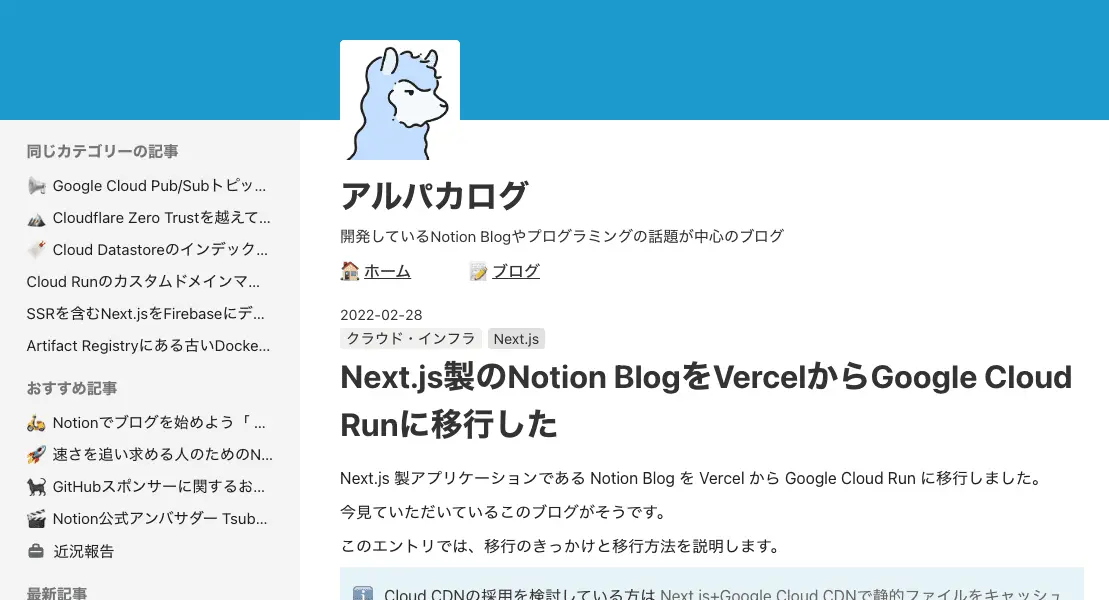 同じカテゴリーの記事
Google Cloud Pub/Subトピッ...
Cloudflare Zero Trustを越えて...
Cloud Datastoreのインデック...
Cloud Runのカスタムドメインマ...
SSRを含むNext.jsをFirebaseにデ...
Artifact Registryにある古いDocke...
おすすめ記事
Notionでブログを始めよう「 ...
速さを追い求める人のためのN...
GitHubスポンサーに関するお...
Notion公式アンバサダー Tsub...
近況報告
最新記事
アルパカログ
開発しているNotion Blogやプログラミングの話題が中心のブログ
ホーム ブログ
2022-02-28
クラウド・インフラ Next.js
Next.js製のNotion BlogをVercelからGoogle Cloud
Runに移行した
Next.js 製アプリケーションである Notion Blog を Vercel から Google Cloud Run に移行しました。
今見ていただいているこのブログがそうです。
このエントリでは、移行のきっかけと移行方法を説明します。
Cloud CDNの採用を検討している方は Next.js+Google Cloud CDNで静的ファイルをキャッシュ